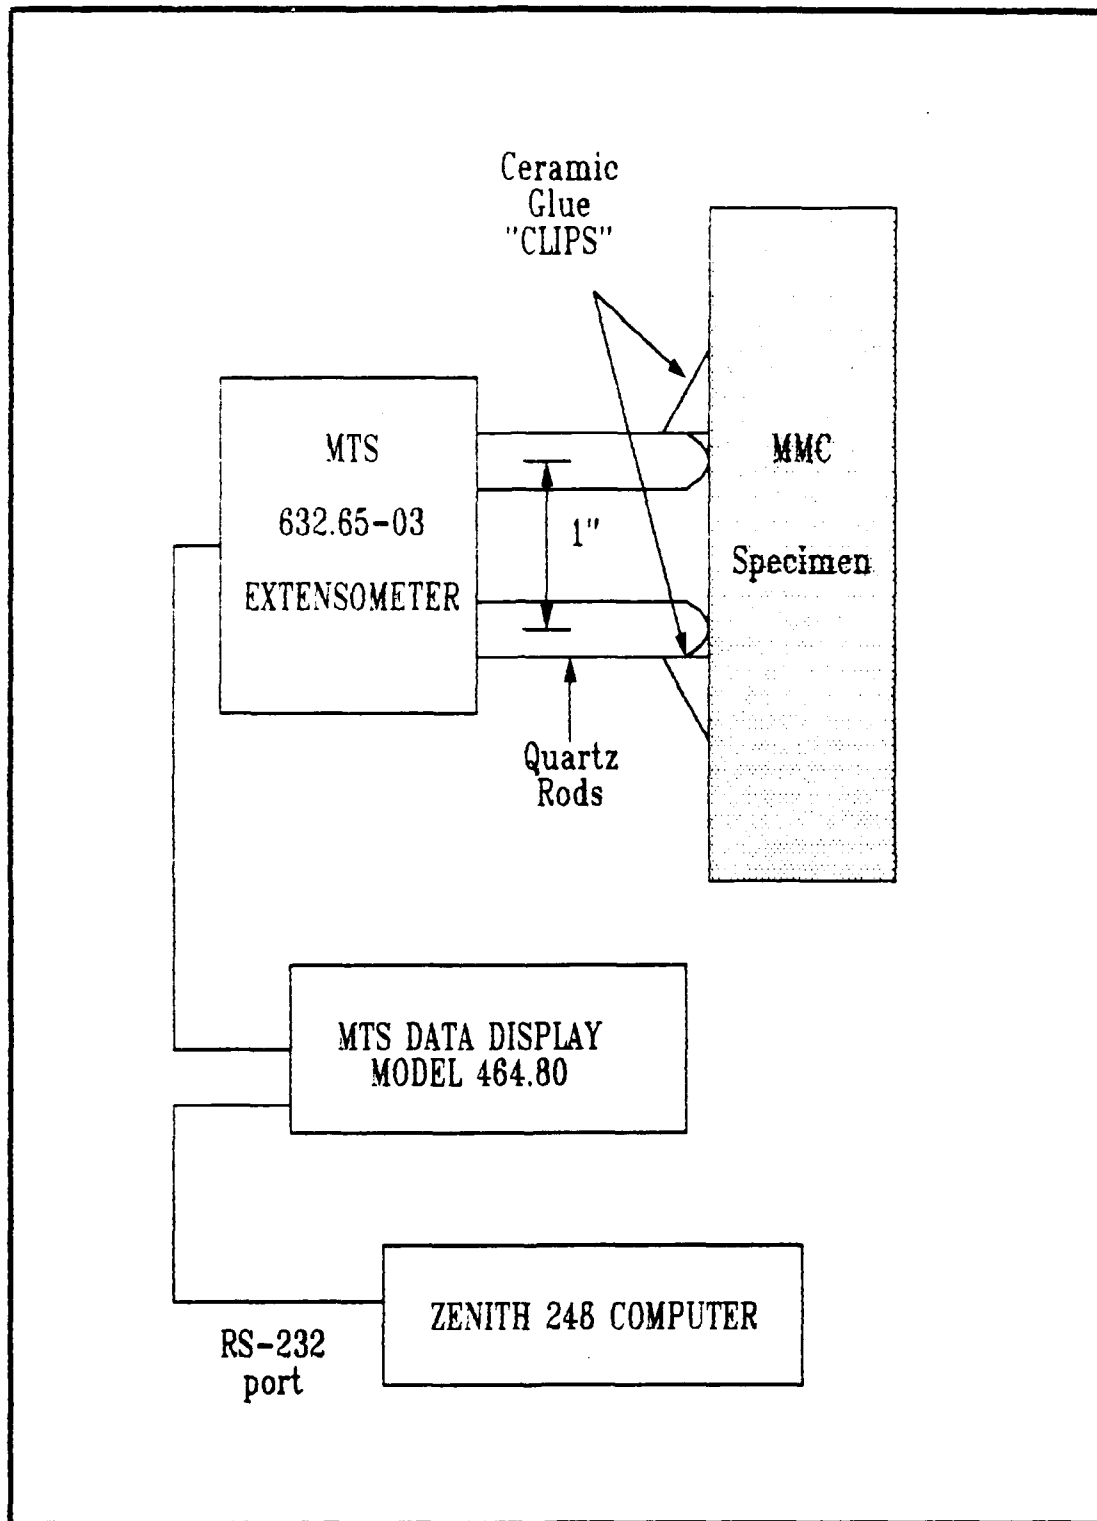 Ceramic
Glue
"CLIPS"
MTS
632.65-03
EXTENSOMETER
1"
MMC
Specimen
Quartz
Rods
MTS DATA DISPLAY
MODEL 464.80
ZENITH 248 COMPUTER
RS-232
port